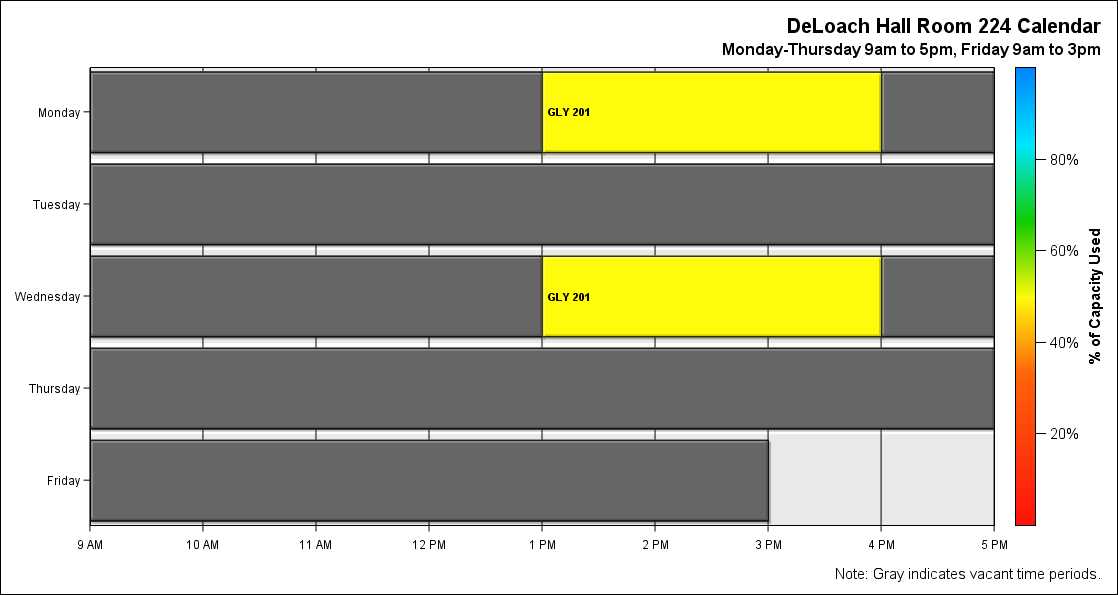 DeLoach Hall Room 224 Calendar
Monday-Thursday 9am to 5pm, Friday 9am to 3pm
Monday
GLY 201
Tuesday
Wednesday
GLY 201
Thursday
Friday
9 AM 10 AM 11 AM 12 PM 1 PM 2 PM 3 PM 4 PM 5 PM
80%
60%
40%
20%
% of Capacity Used
Note: Gray indicates vacant time periods.